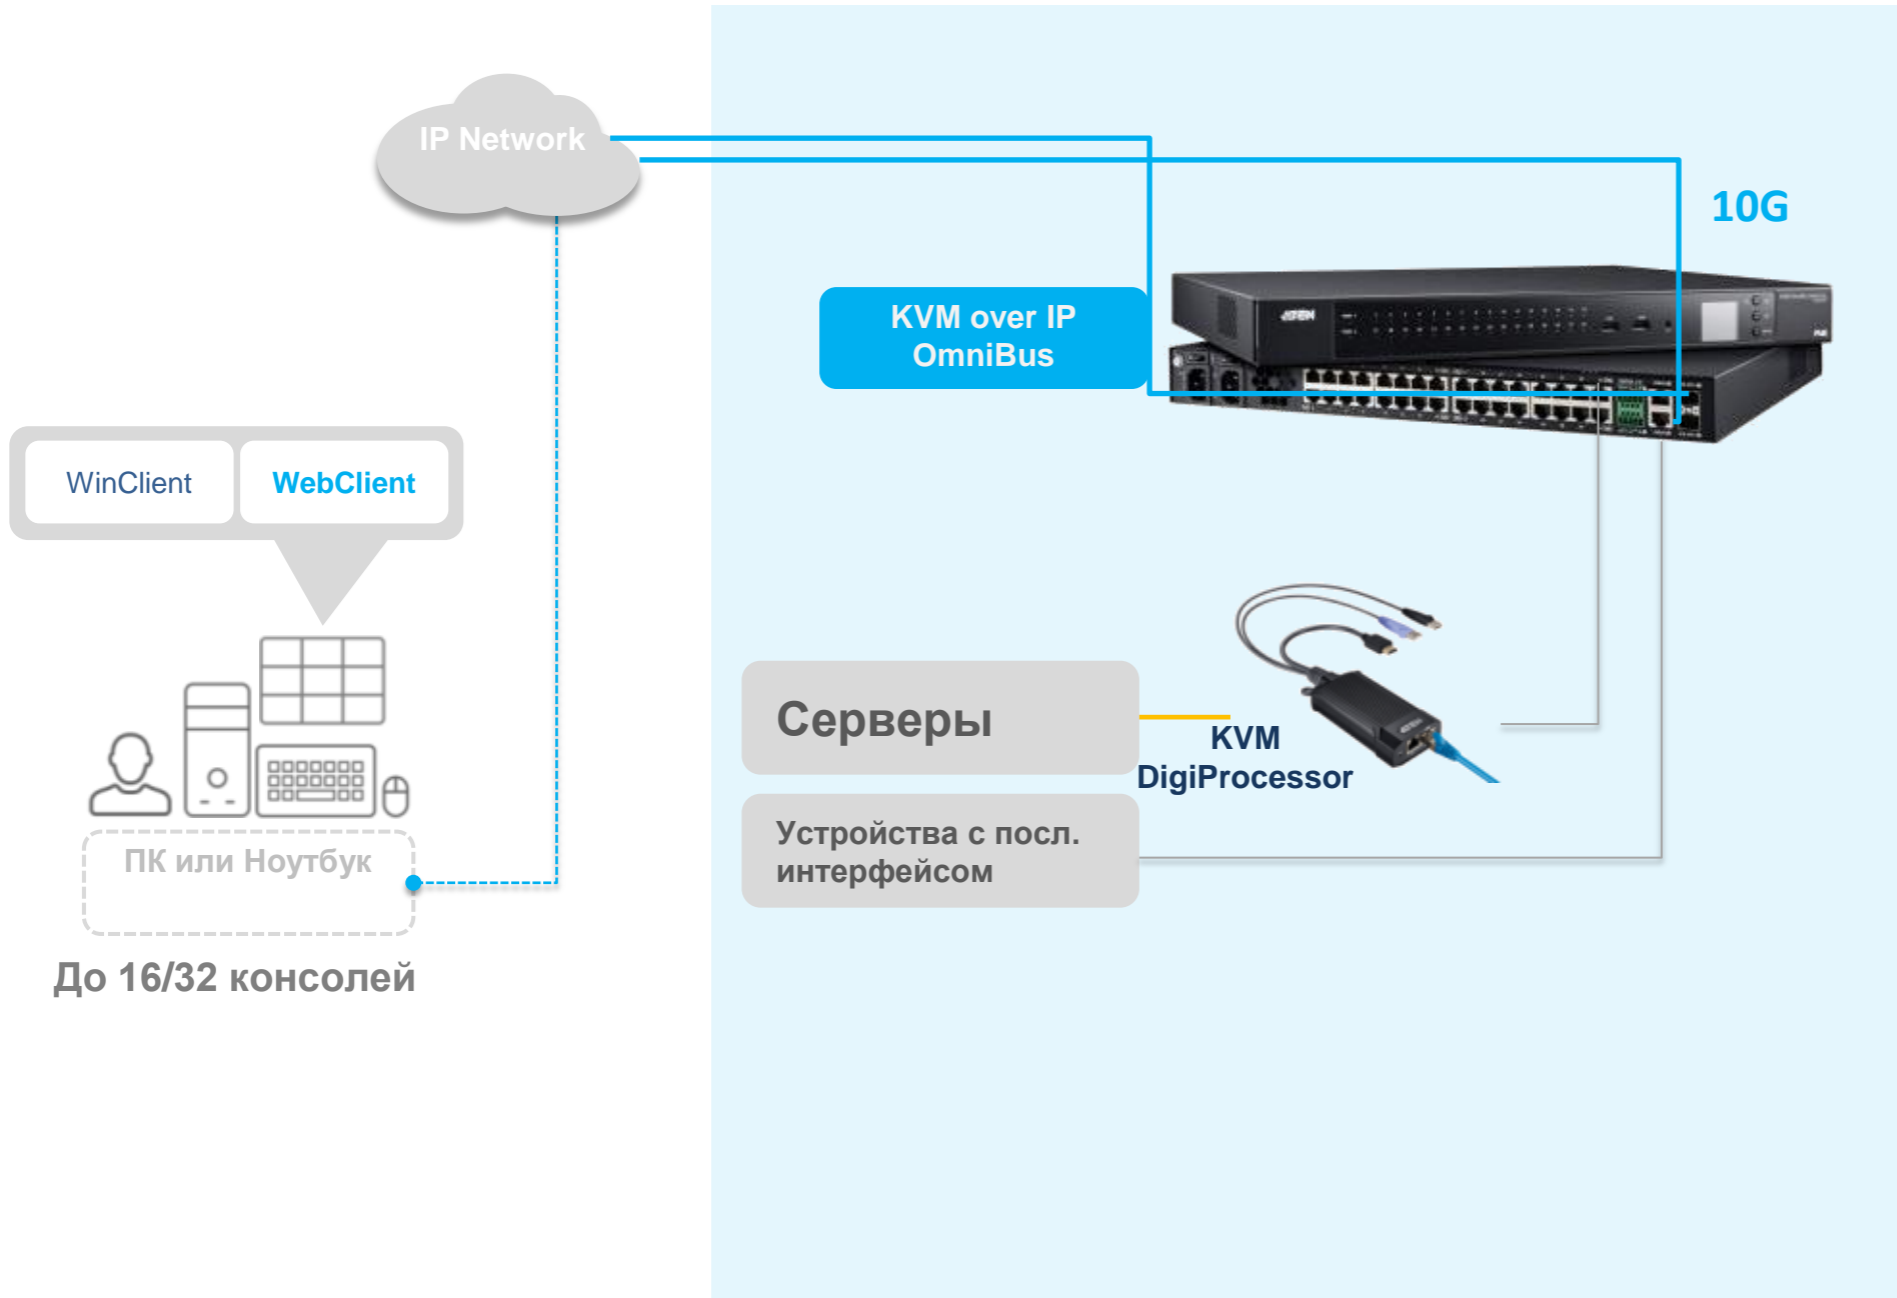 IP Network
10G
KVM over IP
OmniBus
ATEN
WinClient
WebClient
Серверы
KVM
DigiProcessor
Устройства с посл.
интерфейсом
ПК или Ноутбук
До 16/32 консолей